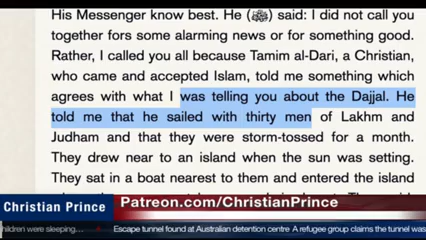 His Messenger know best. He (ﷺ) said: I did not call you
together fors some alarming news or for something good.
Rather, I called you all because Tamim al-Dari, a Christian,
who came and accepted Islam, told me something which
agrees with what I was telling you about the Dajjal. He
told me that he sailed with thirty men of Lakhm and
Judham and that they were storm-tossed for a month.
They drew near to an island when the sun was setting.
They sat in a boat nearest to them and entered the island
Christian Prince
Patreon.com/ChristianPrince
children were sleeping...
Escape tunnel found at Australian detention centre A refugee group claims the tunnel was